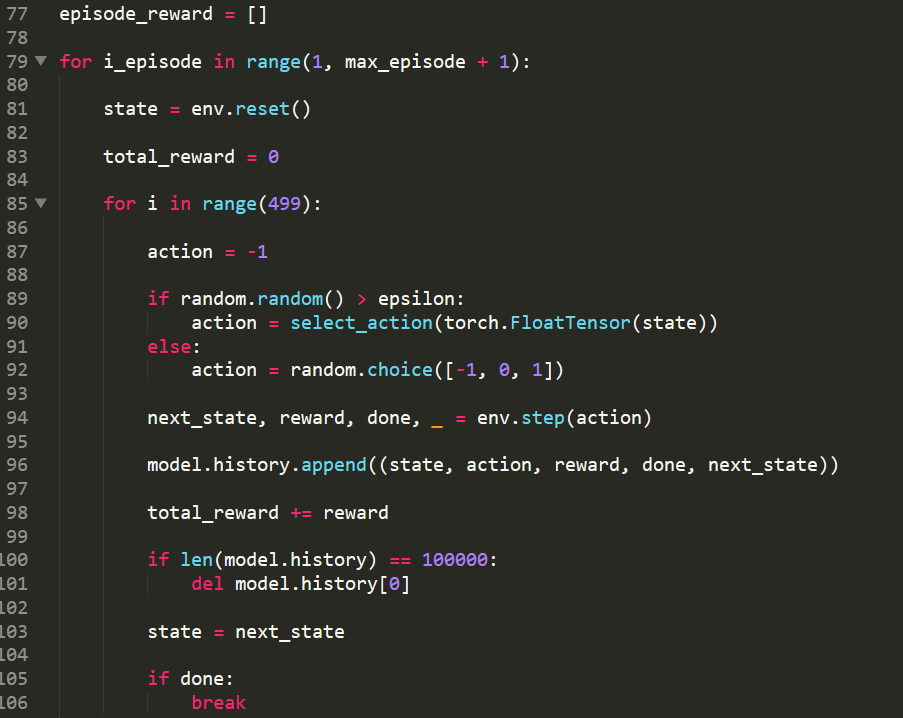 77 episode_reward = []
78
79 for i_episode in range(1, max_episode + 1):
80
81     state = env.reset()
82
83     total_reward = 0
84
85     for i in range(499):
86
87         action = -1
88
89         if random.random() > epsilon:
90             action = select_action(torch.FloatTensor(state))
91         else:
92             action = random.choice([-1, 0, 1])
93
94         next_state, reward, done, _ = env.step(action)
95
96         model.history.append((state, action, reward, done, next_state))
97
98         total_reward += reward
99
100         if len(model.history) == 100000:
101             del model.history[0]
102
103         state = next_state
104
105         if done:
106             break